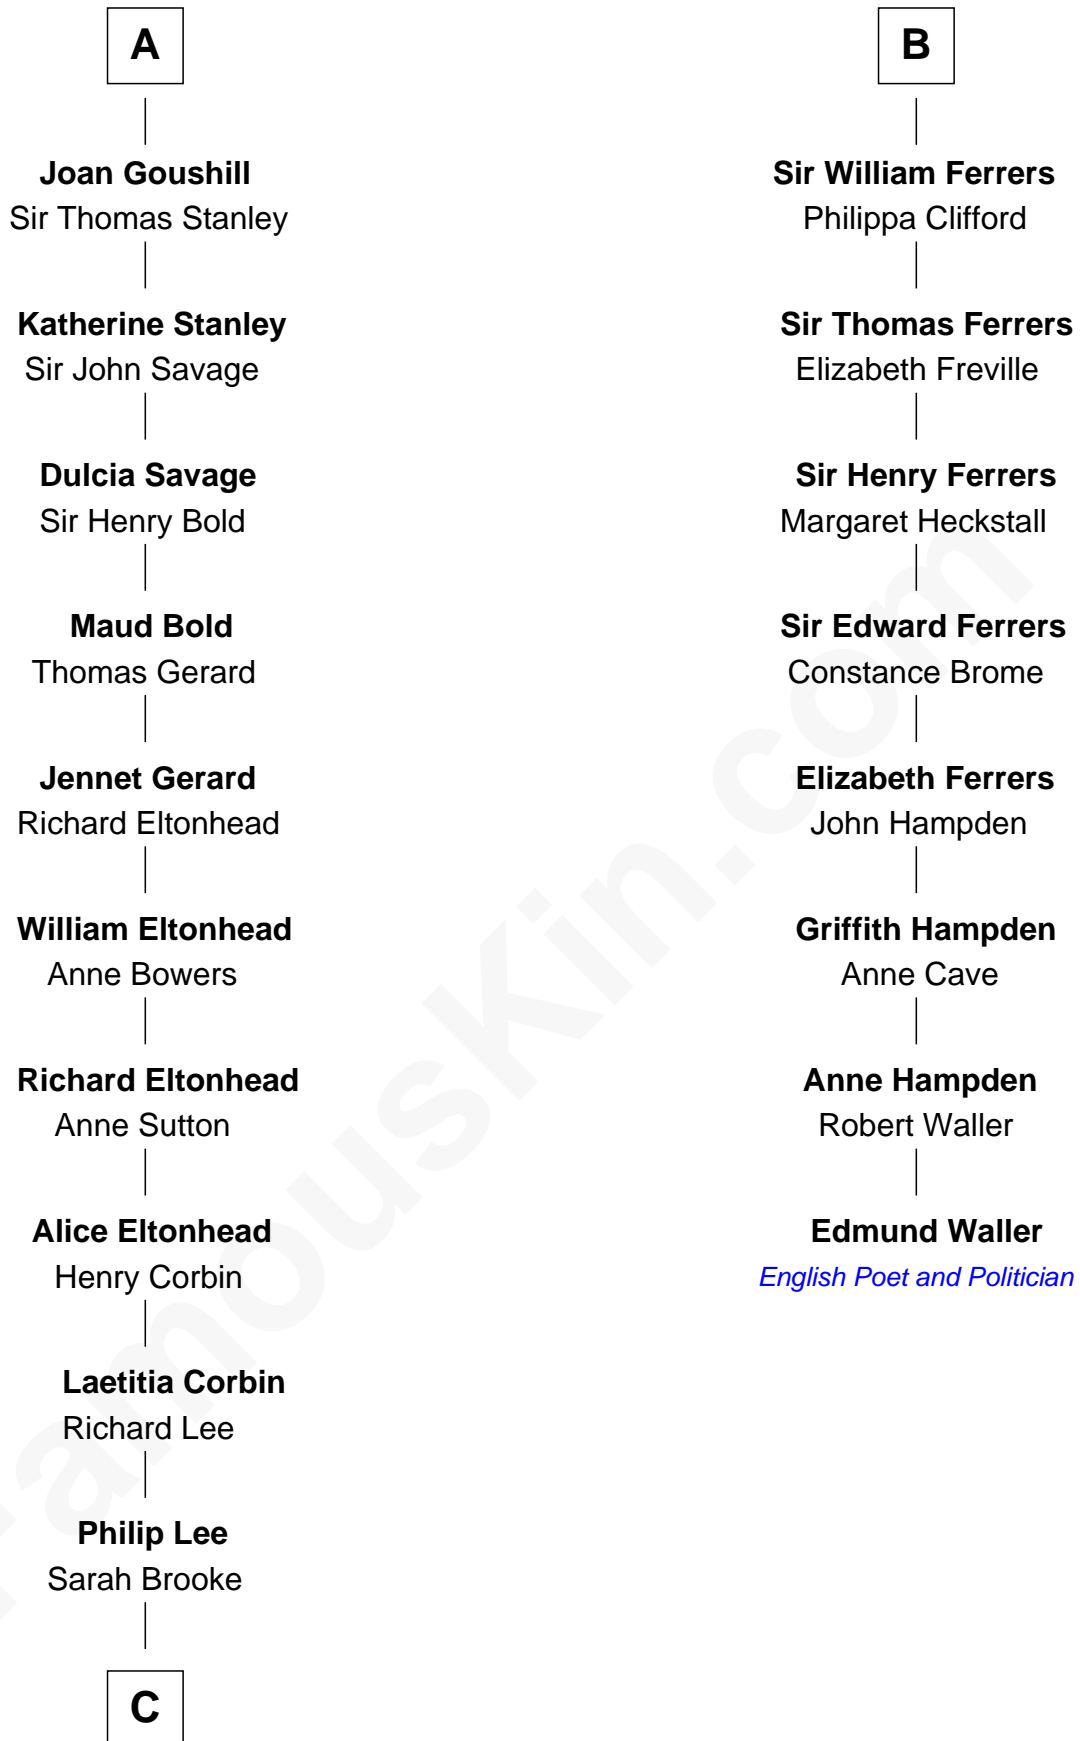 A
Joan Goushill
Sir Thomas Stanley
Katherine Stanley
Sir John Savage
Dulcia Savage
Sir Henry Bold
Maud Bold
Thomas Gerard
Jennet Gerard
Richard Eltonhead
William Eltonhead
Anne Bowers
Richard Eltonhead
Anne Sutton
Alice Eltonhead
Henry Corbin
Laetitia Corbin
Richard Lee
Philip Lee
Sarah Brooke
C
B
Sir William Ferrers
Philippa Clifford
Sir Thomas Ferrers
Elizabeth Freville
Sir Henry Ferrers
Margaret Heckstall
Sir Edward Ferrers
Constance Brome
Elizabeth Ferrers
John Hampden
Griffith Hampden
Anne Cave
Anne Hampden
Robert Waller
Edmund Waller
English Poet and Politician
FamousKin.com